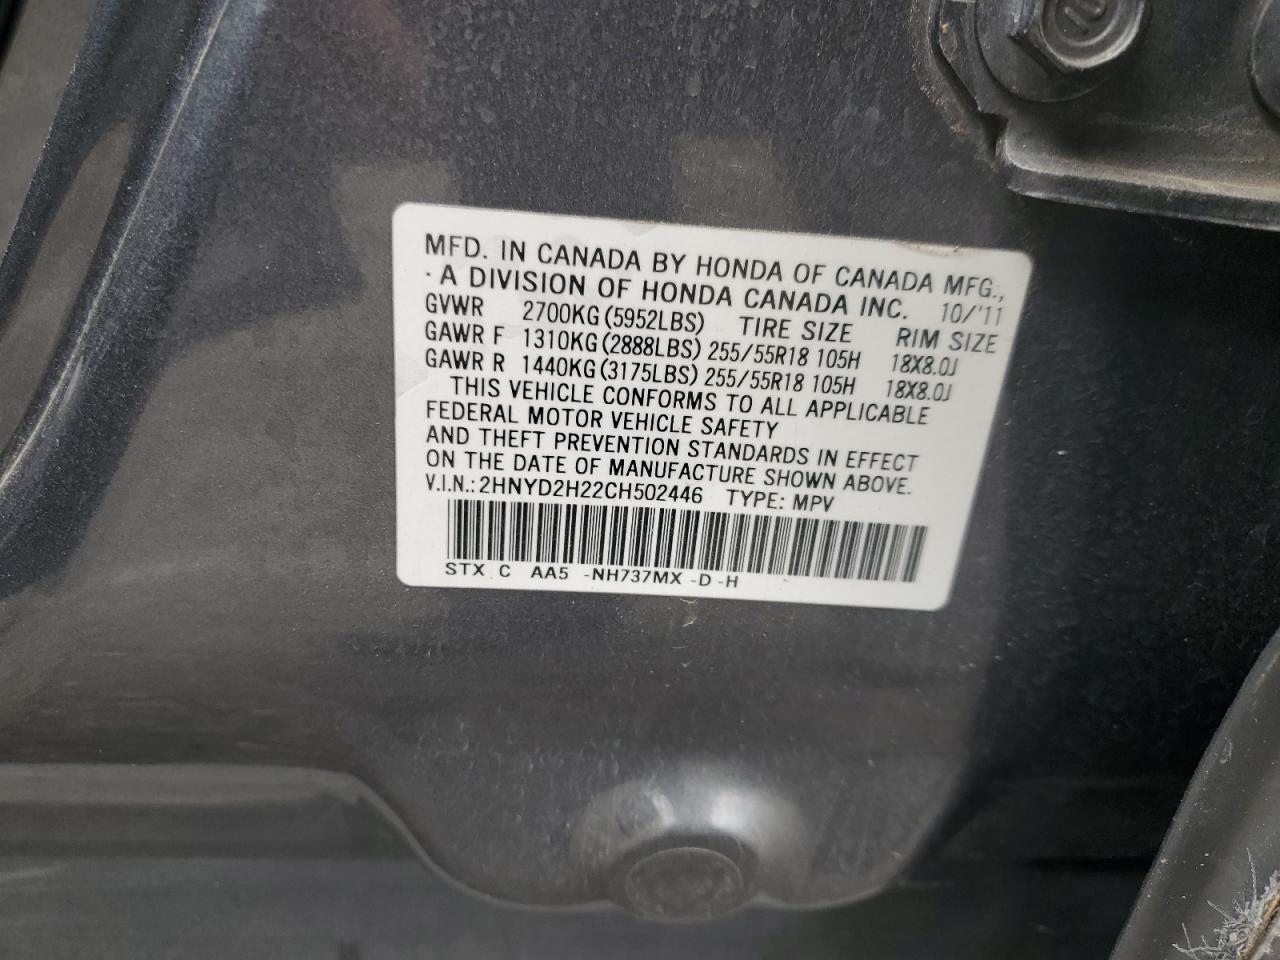 MFD. IN CANADA BY HONDA OF CANADA MFG.,
· A DIVISION OF HONDA CANADA INC. 10/'11
GVWR 2700KG(5952LBS) TIRE SIZE RIM SIZE
GAWR F 1310KG(2888LBS) 255/55R18 105H 18X8.0J
GAWR R 1440KG(3175LBS) 255/55R18 105H 18X8.0J
THIS VEHICLE CONFORMS TO ALL APPLICABLE
FEDERAL MOTOR VEHICLE SAFETY
AND THEFT PREVENTION STANDARDS IN EFFECT
ON THE DATE OF MANUFACTURE SHOWN ABOVE.
V.I.N.: 2HNYD2H22CH502446 TYPE: MPV
STX C AA5 -NH737MX -D -H